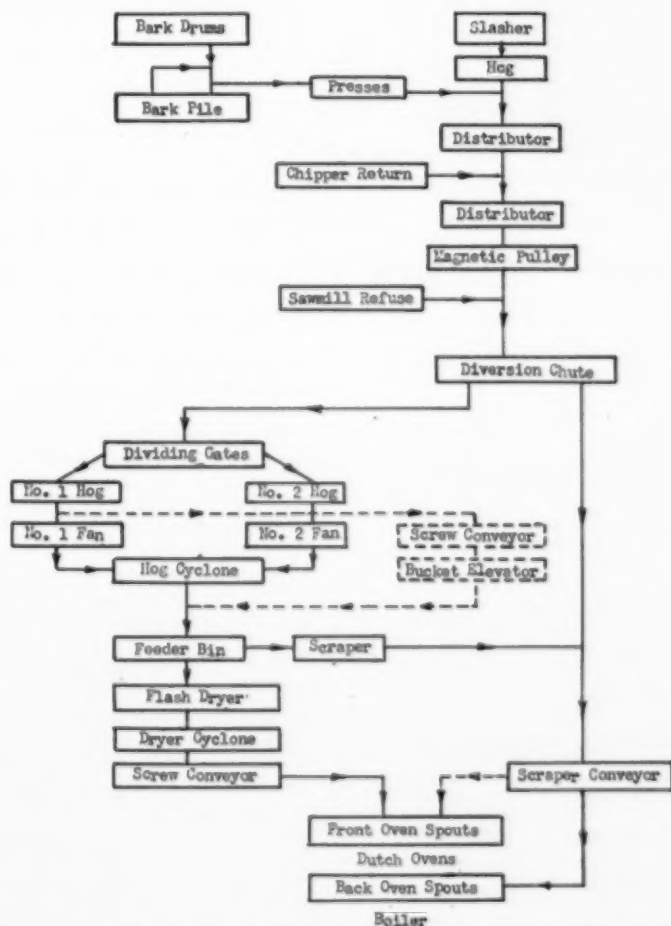 Bark Drums
Slasher
Hog
Bark Pile
Presses
Distributor
Chipper Return
Distributor
Magnetic Pulley
Sawmill Refuse
Diversion Chute
Dividing Gates
No. 1 Hog
No. 2 Hog
No. 1 Fan
No. 2 Fan
Screw Conveyor
Hog Cyclone
Bucket Elevator
Feeder Bin
Scraper
Flash Dryer
Dryer Cyclone
Screw Conveyor
Scraper Conveyor
Front Oven Spouts
Dutch Ovens
Back Oven Spouts
Boiler